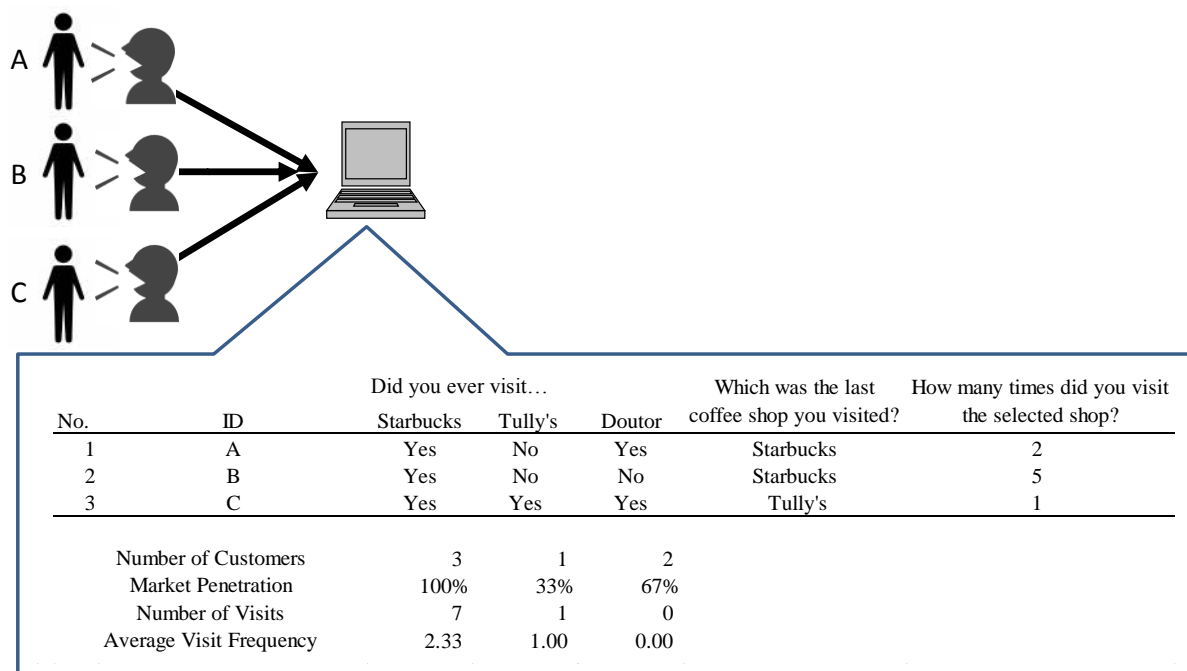 A
B
C
Did you ever visit… Which was the last How many times did you visit
No. ID Starbucks Tully's Doutor coffee shop you visited? the selected shop?
1 A Yes No Yes Starbucks 2
2 B Yes No No Starbucks 5
3 C Yes Yes Yes Tully's 1
Number of Customers 3 1 2
Market Penetration 100% 33% 67%
Number of Visits 7 1 0
Average Visit Frequency 2.33 1.00 0.00